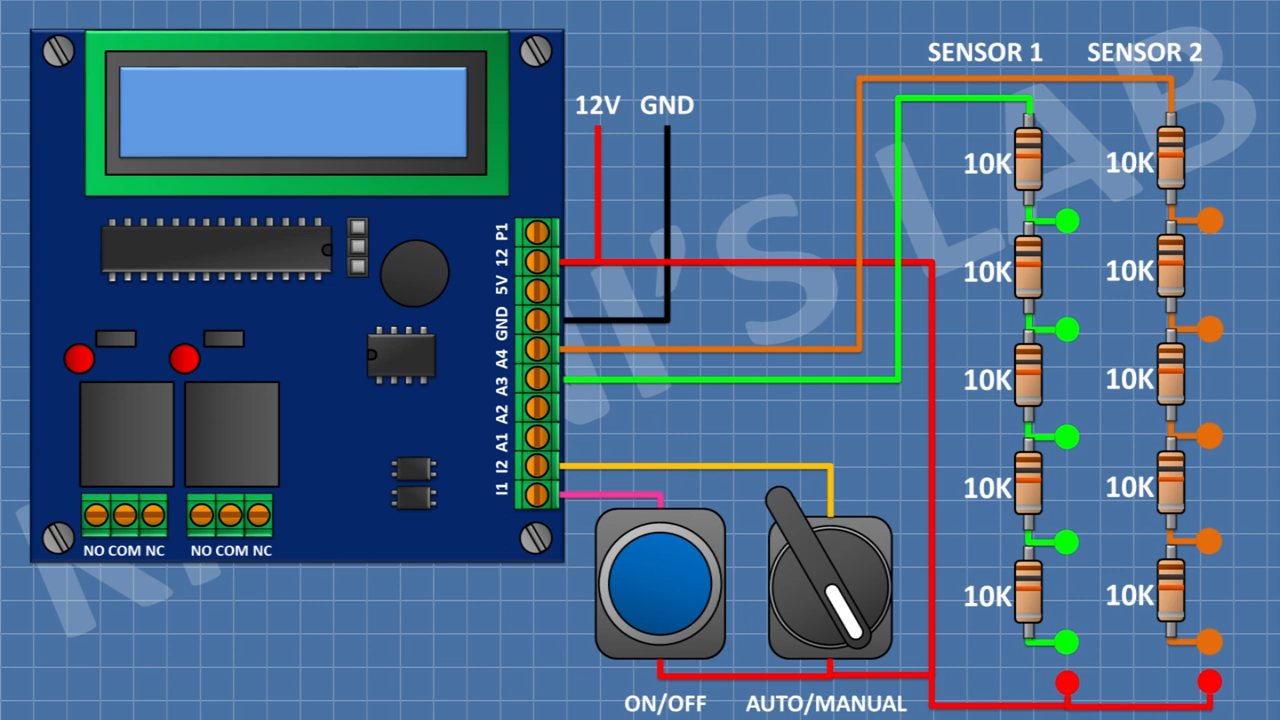 SENSOR 1
SENSOR 2
12V
GND
P1
12
5V
GND
A4
A3
A2
A1
I2
I1
10K
10K
10K
10K
10K
10K
10K
10K
10K
10K
NO COM NC
NO COM NC
ON/OFF
AUTO/MANUAL